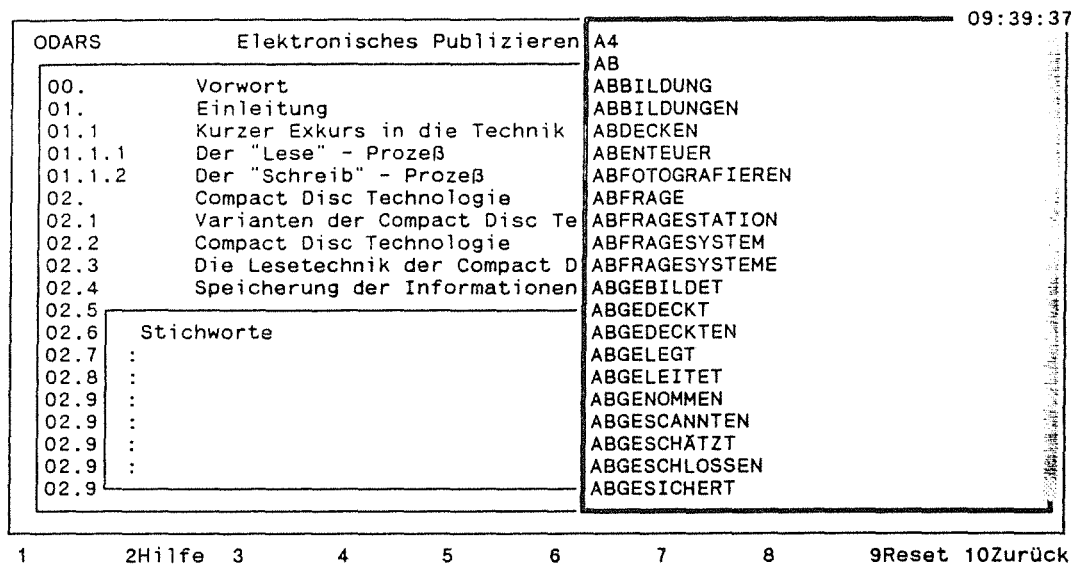 09:39:37
ODARS Elektronisches Publizieren
00. Vorwort
01. Einleitung
01.1 Kurzer Exkurs in die Technik
01.1.1 Der "Lese" - Prozeß
01.1.2 Der "Schreib" - Prozeß
02. Compact Disc Technologie
02.1 Varianten der Compact Disc Te
02.2 Compact Disc Technologie
02.3 Die Lesetechnik der Compact D
02.4 Speicherung der Informationen
02.5
02.6
02.7
02.8
02.9
02.9
02.9
02.9
02.9
Stichworte
:
:
:
:
:
:
A4
AB
ABBILDUNG
ABBILDUNGEN
ABDECKEN
ABENTEUER
ABFOTOGRAFIEREN
ABFRAGE
ABFRAGESTATION
ABFRAGESYSTEM
ABFRAGESYSTEME
ABGEBILDET
ABGEDECKT
ABGEDECKTEN
ABGELEGT
ABGELEITET
ABGENOMMEN
ABGESCANNTEN
ABGESCHÄTZT
ABGESCHLOSSEN
ABGESICHERT
1 2Hilfe 3 4 5 6 7 8 9Reset 10Zurück